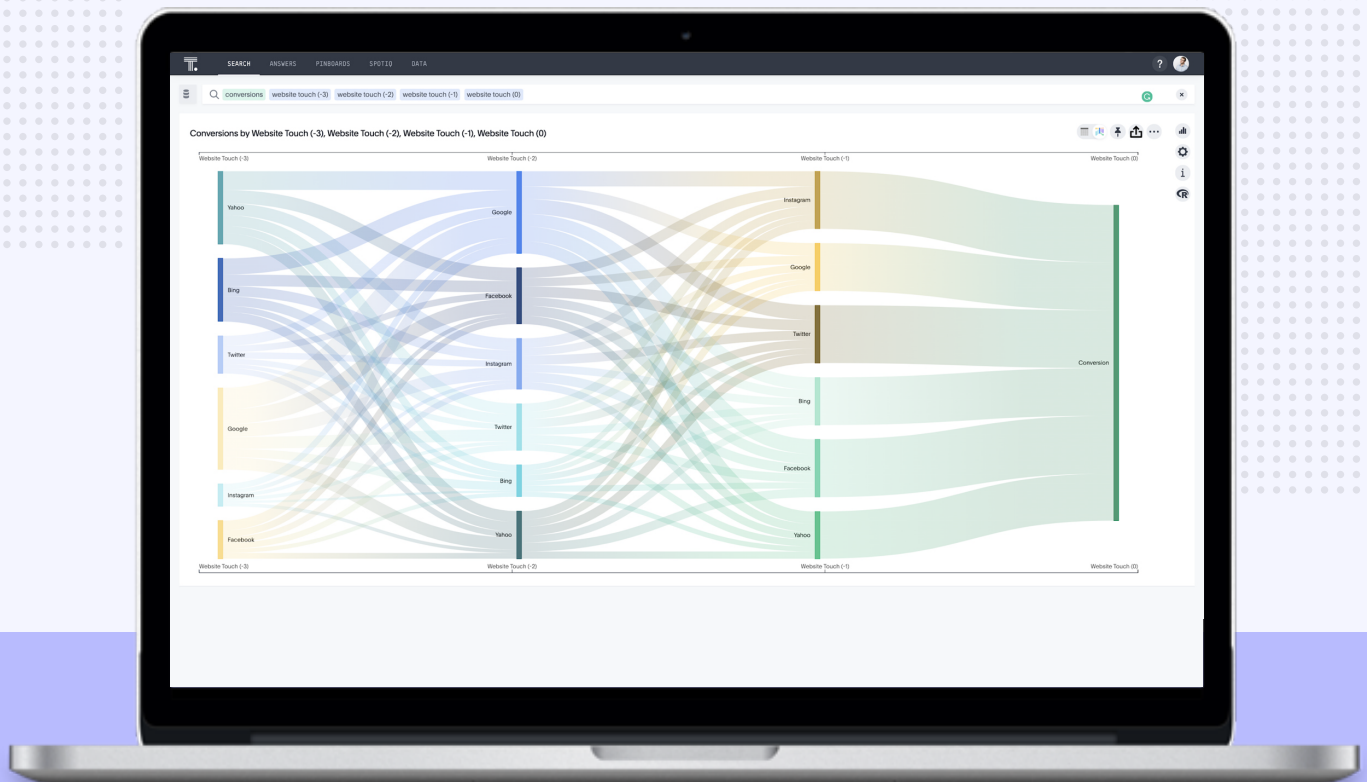 SEARCH ANSWERS PINBOARDS SPOTIQ DATA ?
conversions website touch (-3) website touch (-2) website touch (-1) website touch (0)
Conversions by Website Touch (-3), Website Touch (-2), Website Touch (-1), Website Touch (0)
Website Touch (-3) Website Touch (-2) Website Touch (-1) Website Touch (0)
Yahoo
Bing
Twitter
Google
Instagram
Facebook
Google
Facebook
Instagram
Twitter
Bing
Yahoo
Instagram
Google
Twitter
Bing
Facebook
Yahoo
Conversion
Website Touch (-3) Website Touch (-2) Website Touch (-1) Website Touch (0)